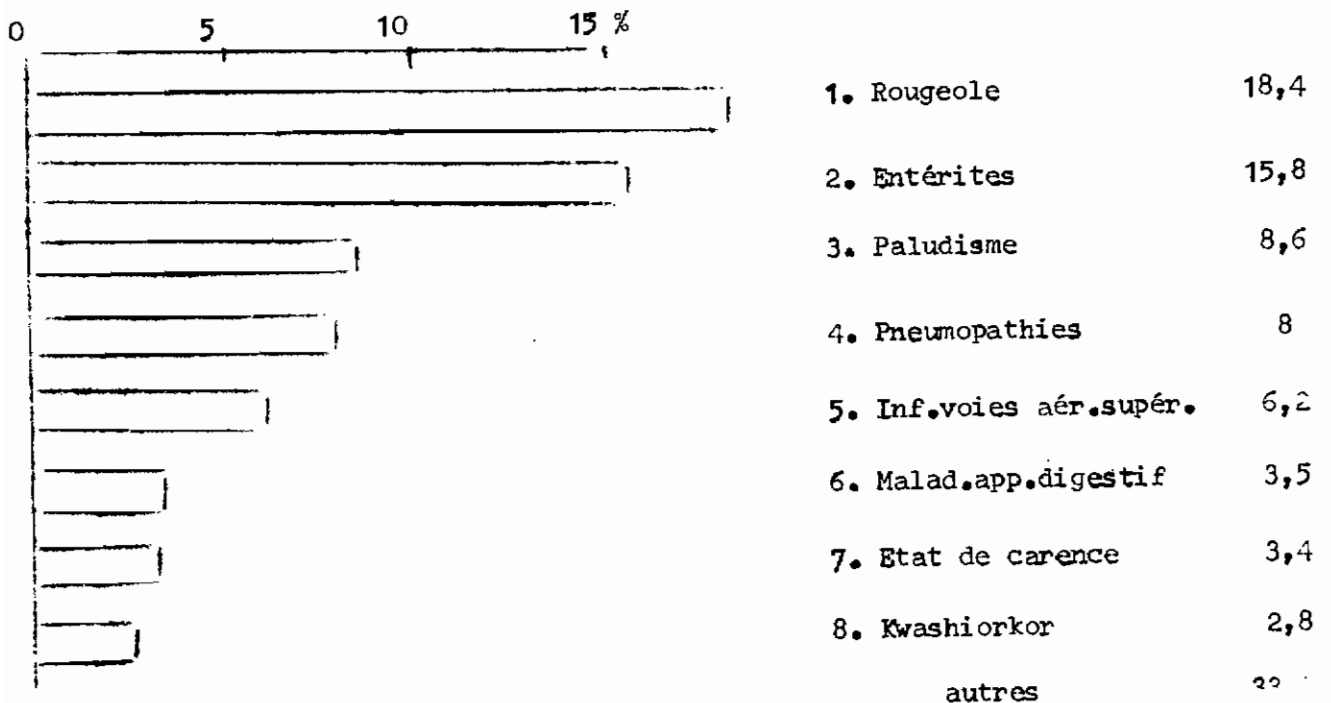 0 5 10 15 %
1. Rougeole 18,4
2. Entérites 15,8
3. Paludisme 8,6
4. Pneumopathies 8
5. Inf.voies aér.supér. 6,2
6. Malad.app.digestif 3,5
7. Etat de carence 3,4
8. Kwashiorkor 2,8
autres